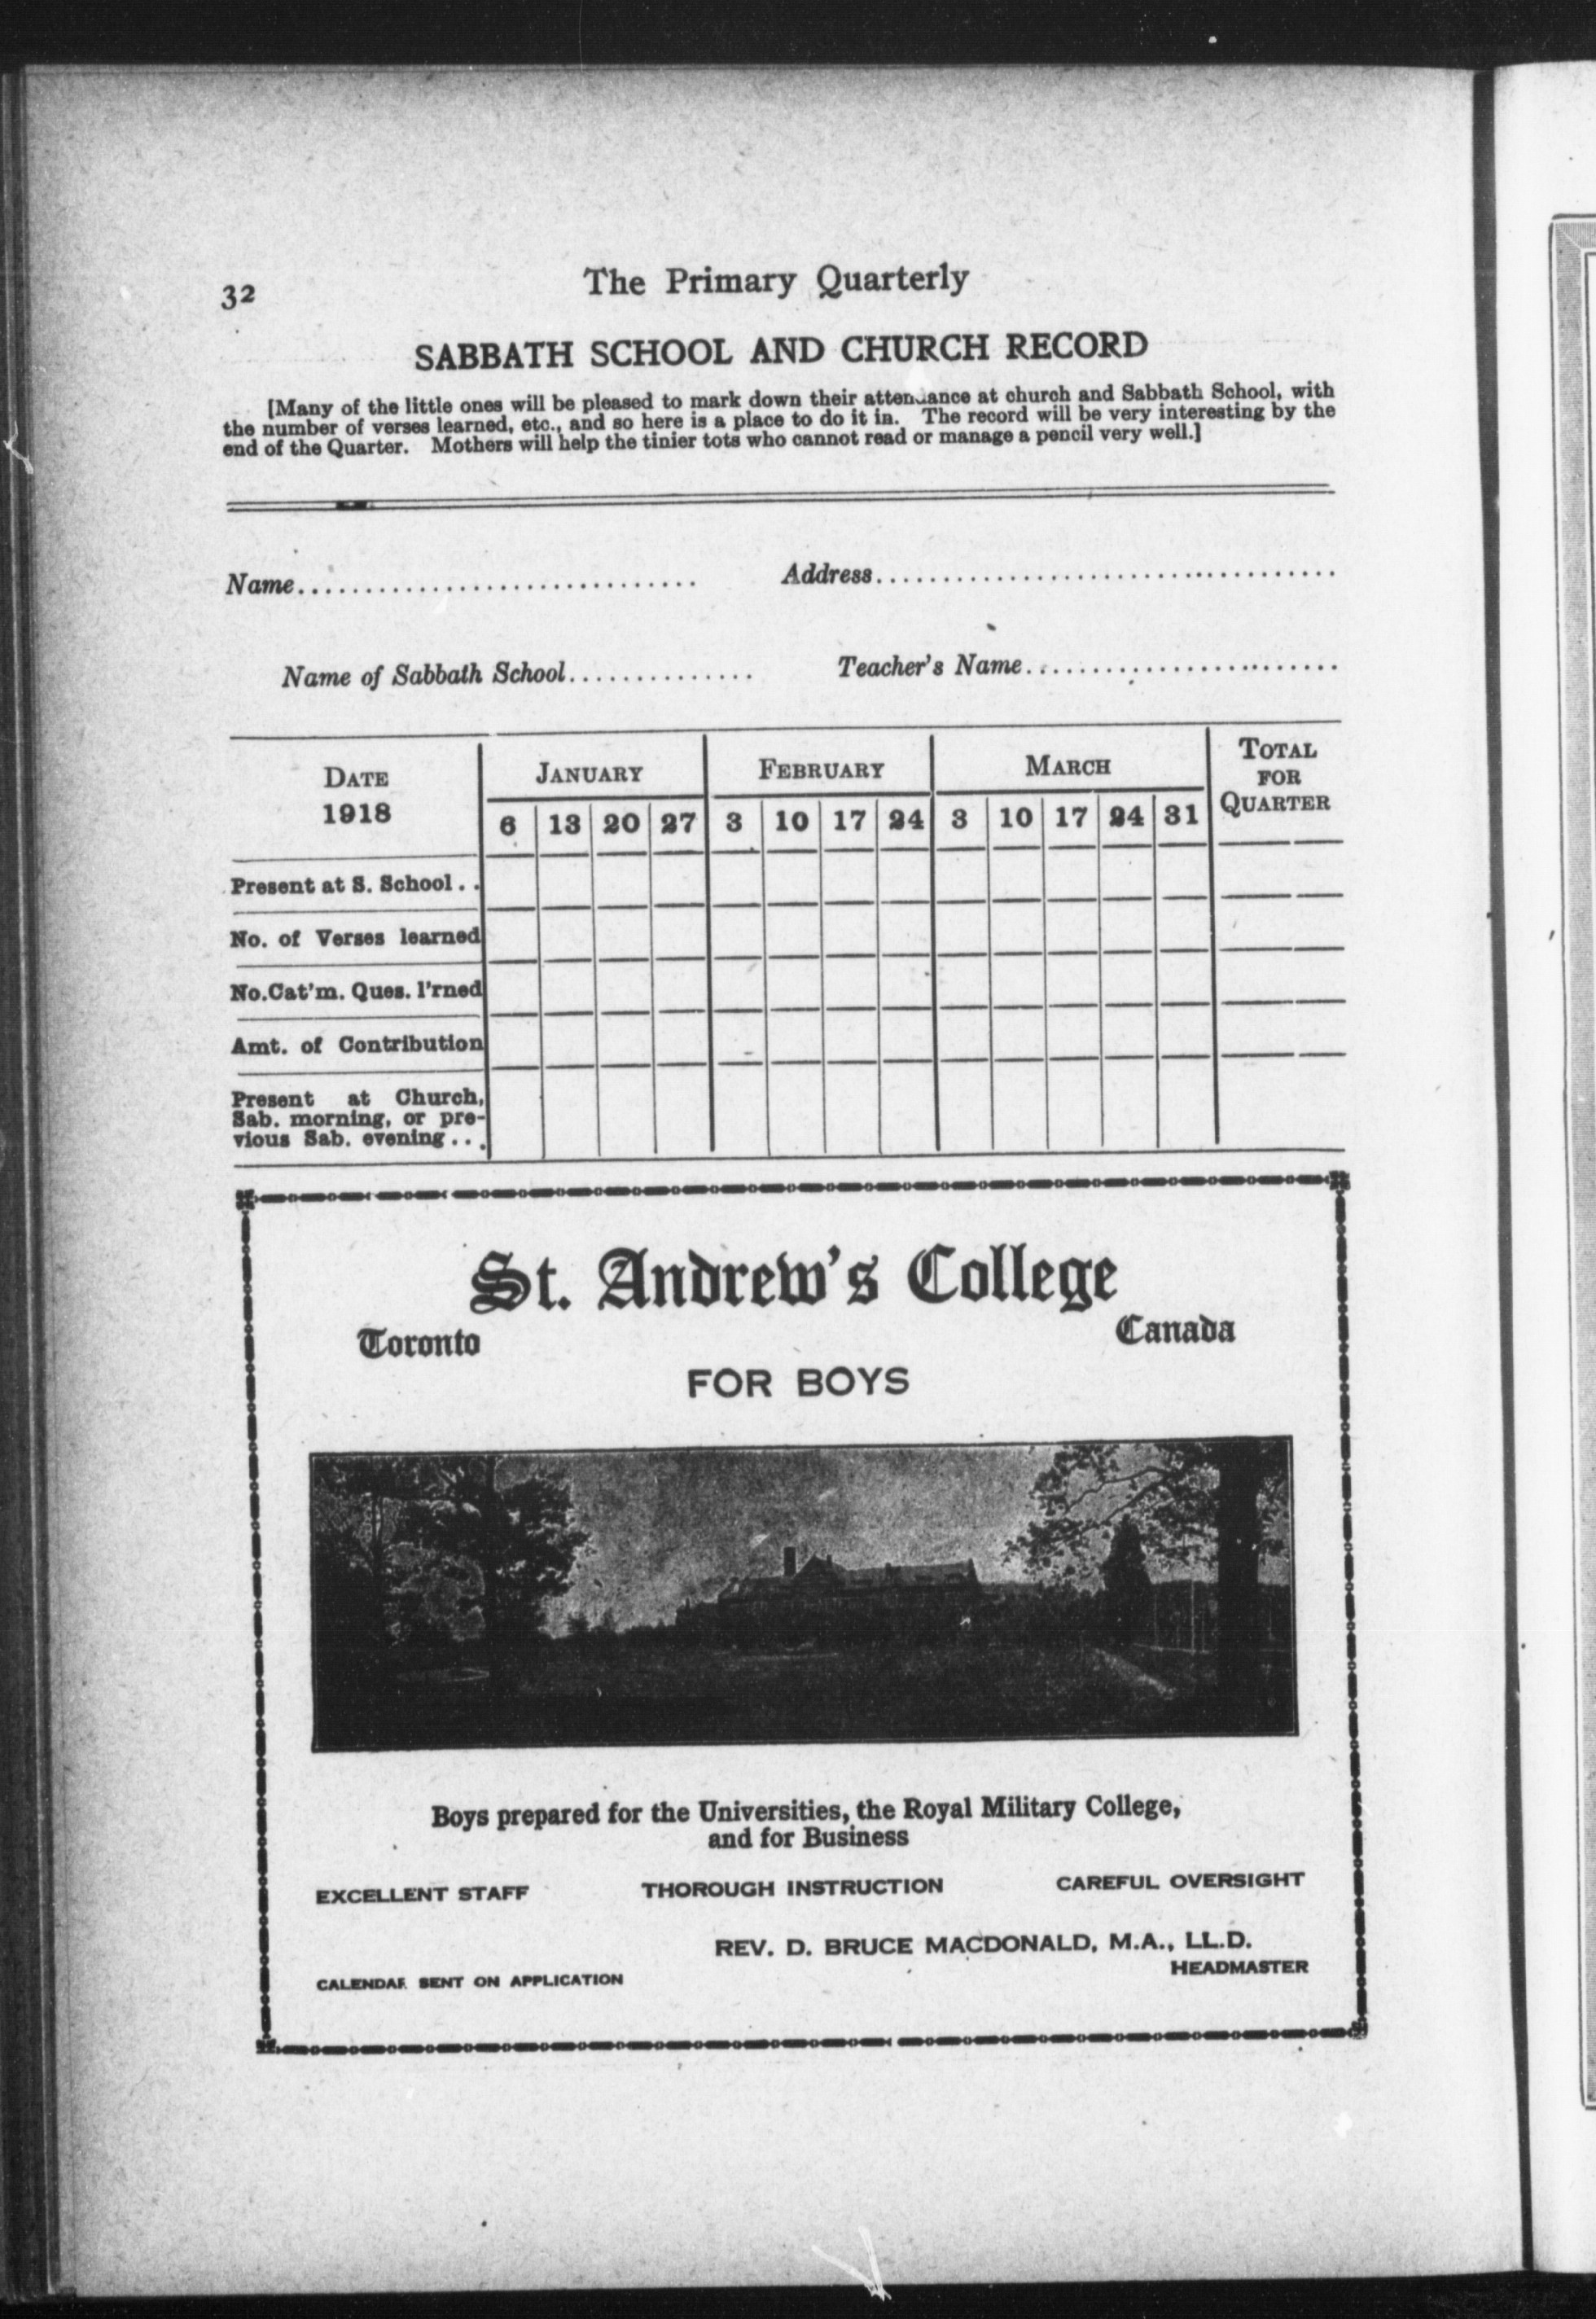 32
The Primary Quarterly
SABBATH SCHOOL AND CHURCH RECORD
[Many of the little ones will be pleased to mark down their attendance at church and Sabbath School, with
the number of verses learned, etc., and so here is a place to do it in. The record will be very interesting by the
end of the Quarter. Mothers will help the tinier tots who cannot read or manage a pencil very well.]
Name.............................. Address..................................
Name of Sabbath School.............. Teacher's Name.......................
DATE
1918
JANUARY FEBRUARY MARCH
TOTAL
FOR
QUARTER
6 13 20 27 3 10 17 24 3 10 17 24 31
Present at S. School..
No. of Verses learned
No.Cat'm. Ques. l'rned
Amt. of Contribution
Present at Church,
Sab. morning, or pre-
vious Sab. evening...
St. Andrew's College
Toronto Canada
FOR BOYS
Boys prepared for the Universities, the Royal Military College,
and for Business
EXCELLENT STAFF THOROUGH INSTRUCTION CAREFUL OVERSIGHT
REV. D. BRUCE MACDONALD, M.A., LL.D.
HEADMASTER
CALENDAR SENT ON APPLICATION